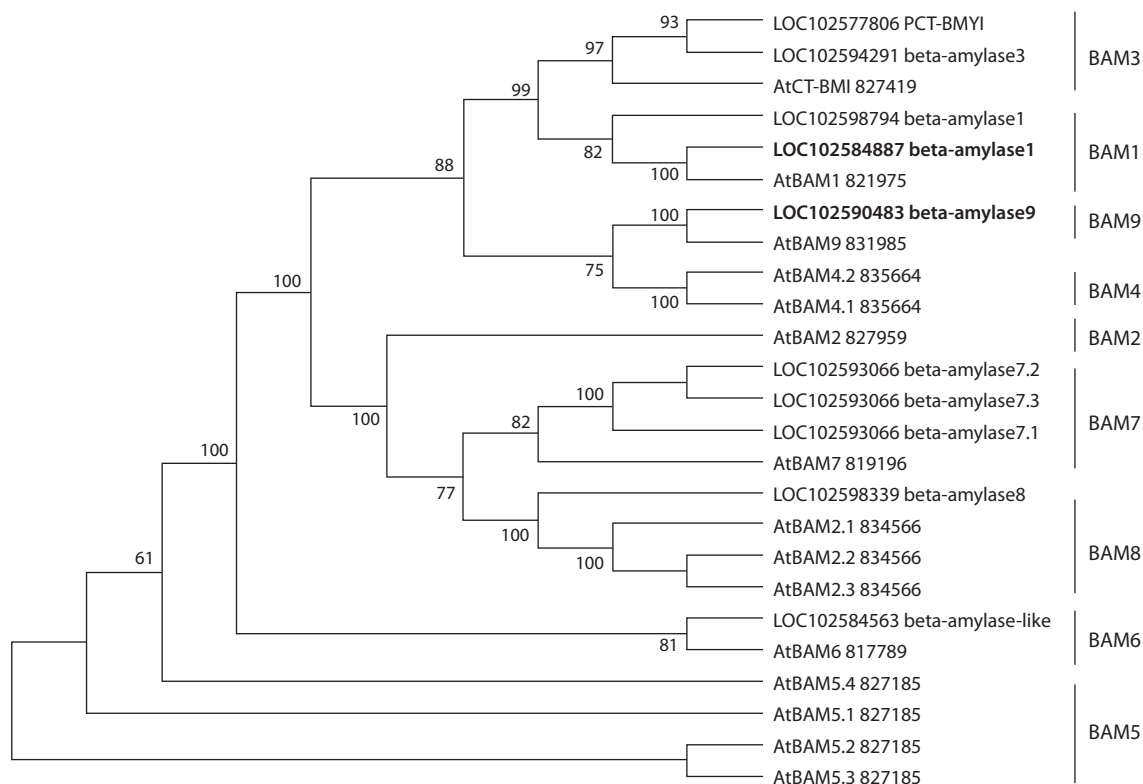 93
LOC102577806 PCT-BMYI
LOC102594291 beta-amylase3
97
AtCT-BMI 827419
BAM3
99
LOC102598794 beta-amylase1
82
LOC102584887 beta-amylase1
100
AtBAM1 821975
BAM1
88
100
LOC102590483 beta-amylase9
AtBAM9 831985
BAM9
75
AtBAM4.2 835664
100
AtBAM4.1 835664
BAM4
100
AtBAM2 827959
BAM2
100
LOC102593066 beta-amylase7.2
100
LOC102593066 beta-amylase7.3
82
LOC102593066 beta-amylase7.1
AtBAM7 819196
BAM7
77
LOC102598339 beta-amylase8
100
AtBAM2.1 834566
100
AtBAM2.2 834566
AtBAM2.3 834566
BAM8
100
LOC102584563 beta-amylase-like
81
AtBAM6 817789
BAM6
61
AtBAM5.4 827185
AtBAM5.1 827185
AtBAM5.2 827185
AtBAM5.3 827185
BAM5